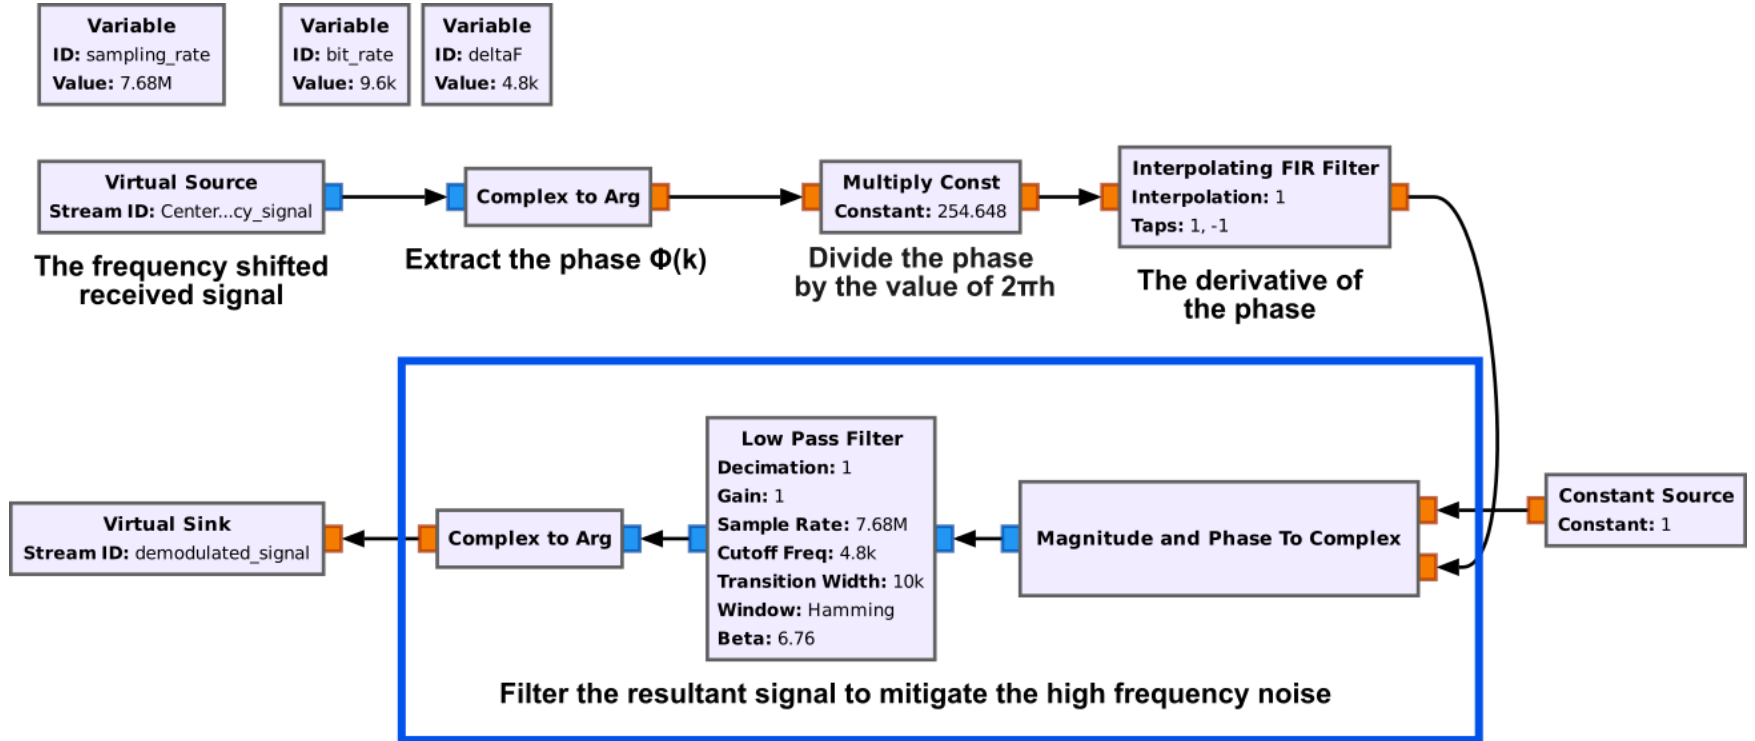 Variable
ID: sampling_rate
Value: 7.68M
Variable
ID: bit_rate
Value: 9.6k
Variable
ID: deltaF
Value: 4.8k
Virtual Source
Stream ID: Center...cy_signal
The frequency shifted
received signal
Complex to Arg
Extract the phase Φ(k)
Multiply Const
Constant: 254.648
Divide the phase
by the value of 2πh
Interpolating FIR Filter
Interpolation: 1
Taps: 1, -1
The derivative of
the phase
Virtual Sink
Stream ID: demodulated_signal
Complex to Arg
Low Pass Filter
Decimation: 1
Gain: 1
Sample Rate: 7.68M
Cutoff Freq: 4.8k
Transition Width: 10k
Window: Hamming
Beta: 6.76
Magnitude and Phase To Complex
Constant Source
Constant: 1
Filter the resultant signal to mitigate the high frequency noise